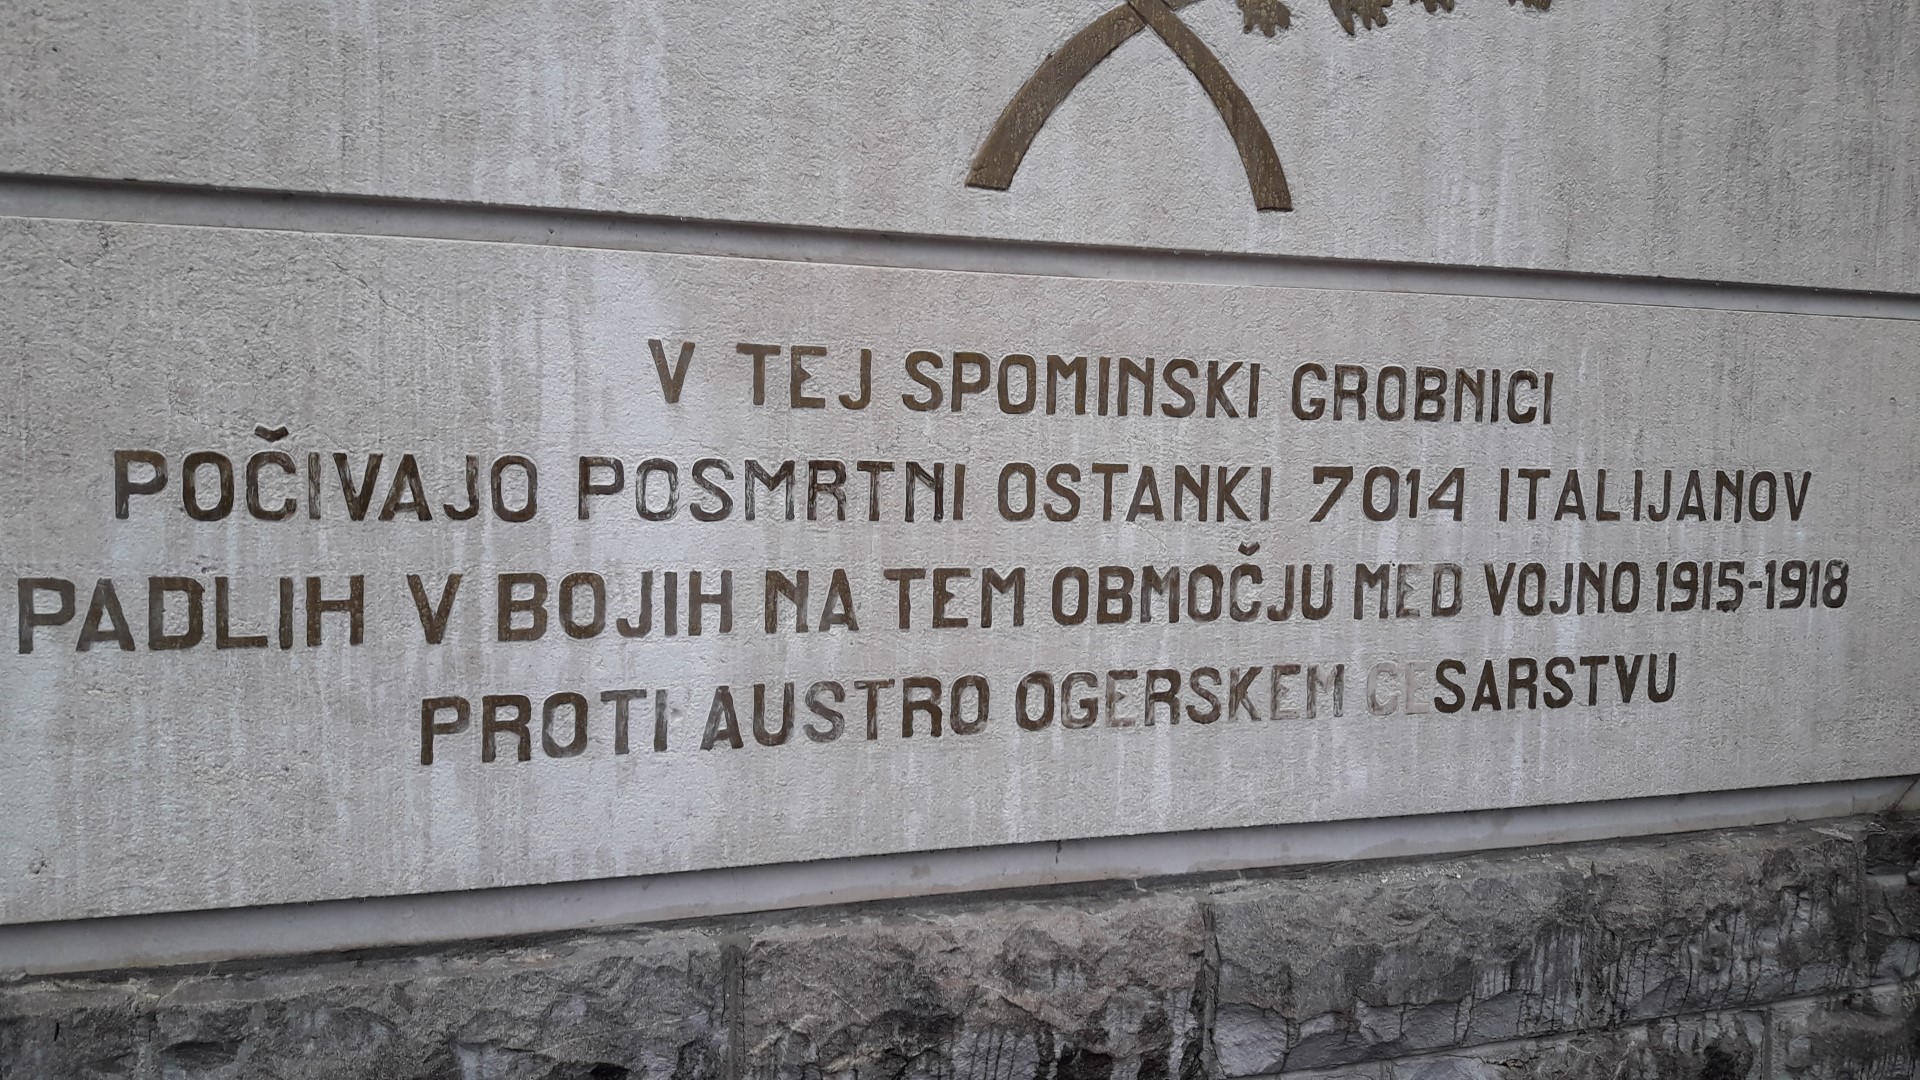 V TEJ SPOMINSKI GROBNICI
POČIVAJO POSMRTNI OSTANKI 7014 ITALIJANOV
PADLIH V BOJIH NA TEM OBMOČJU MED VOJNO 1915-1918
PROTI AUSTRO OGERSKEM CESARSTVU